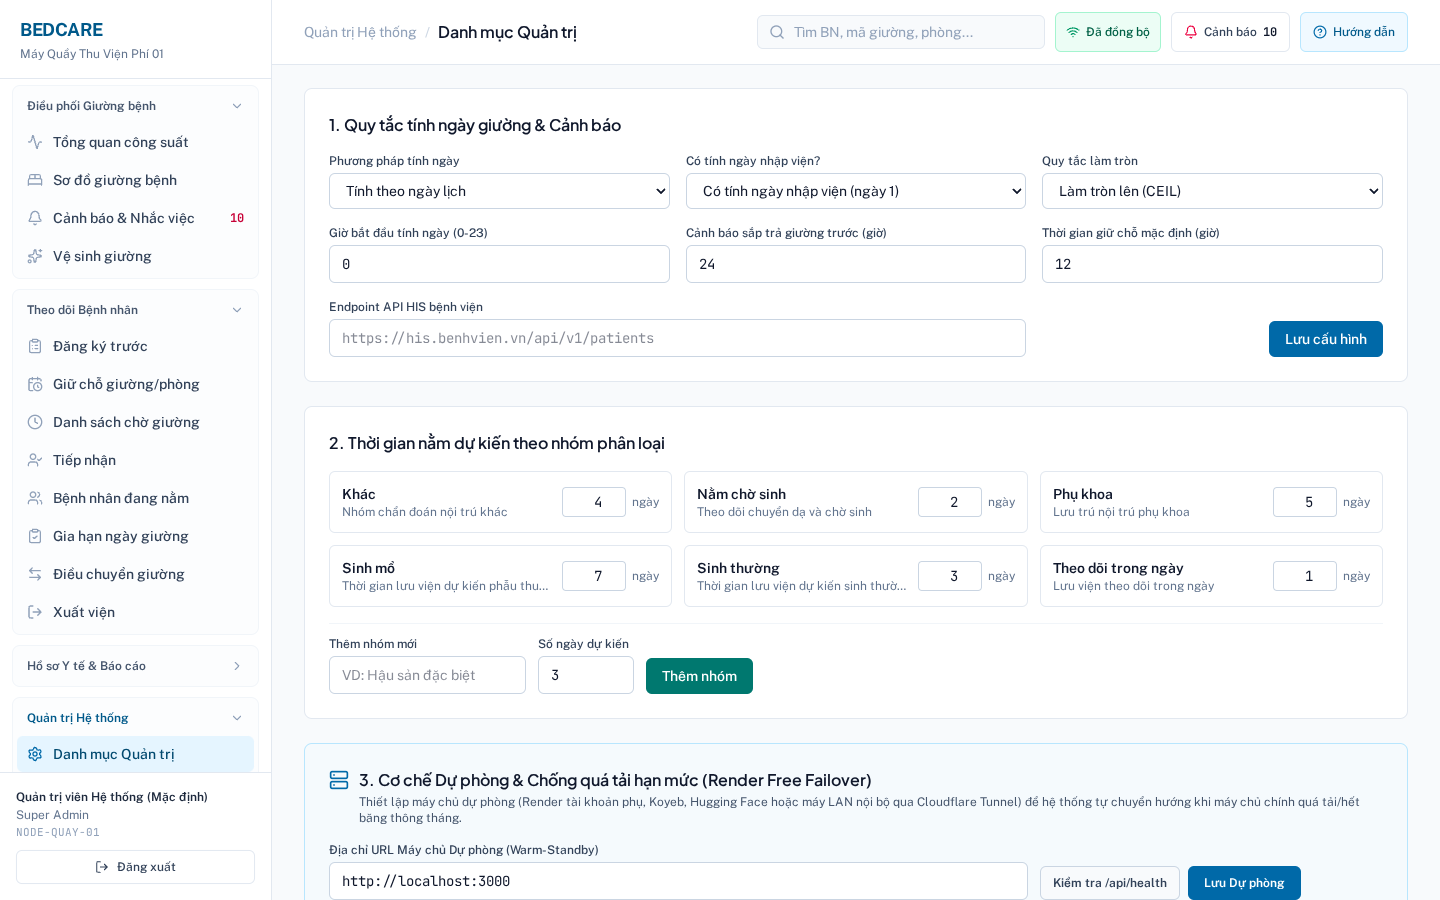 BEDCARE
Máy Quầy Thu Viện Phí 01
Điều phối Giường bệnh
Tổng quan công suất
Sơ đồ giường bệnh
Cảnh báo & Nhắc việc 10
Vệ sinh giường
Theo dõi Bệnh nhân
Đăng ký trước
Giữ chỗ giường/phòng
Danh sách chờ giường
Tiếp nhận
Bệnh nhân đang nằm
Gia hạn ngày giường
Điều chuyển giường
Xuất viện
Hồ sơ Y tế & Báo cáo
Quản trị Hệ thống
Danh mục Quản trị
Quản trị viên Hệ thống (Mặc định)
Super Admin
NODE-QUAY-01
Đăng xuất
Quản trị Hệ thống / Danh mục Quản trị
Tìm BN, mã giường, phòng...
Đã đồng bộ
Cảnh báo 10
Hướng dẫn
1. Quy tắc tính ngày giường & Cảnh báo
Phương pháp tính ngày
Có tính ngày nhập viện?
Quy tắc làm tròn
Tính theo ngày lịch
Có tính ngày nhập viện (ngày 1)
Làm tròn lên (CEIL)
Giờ bắt đầu tính ngày (0-23)
Cảnh báo sắp trả giường trước (giờ)
Thời gian giữ chỗ mặc định (giờ)
0
24
12
Endpoint API HIS bệnh viện
https://his.benhvien.vn/api/v1/patients
Lưu cấu hình
2. Thời gian nằm dự kiến theo nhóm phân loại
Khác
Nhóm chẩn đoán nội trú khác
4 ngày
Nằm chờ sinh
Theo dõi chuyển dạ và chờ sinh
2 ngày
Phụ khoa
Lưu trú nội trú phụ khoa
5 ngày
Sinh mổ
Thời gian lưu viện dự kiến phẫu thu...
7 ngày
Sinh thường
Thời gian lưu viện dự kiến sinh thườ...
3 ngày
Theo dõi trong ngày
Lưu viện theo dõi trong ngày
1 ngày
Thêm nhóm mới
Số ngày dự kiến
VD: Hậu sản đặc biệt
3
Thêm nhóm
3. Cơ chế Dự phòng & Chống quá tải hạn mức (Render Free Failover)
Thiết lập máy chủ dự phòng (Render tài khoản phụ, Koyeb, Hugging Face hoặc máy LAN nội bộ qua Cloudflare Tunnel) để hệ thống tự chuyển hướng khi máy chủ chính quá tải/hết
băng thông tháng.
Địa chỉ URL Máy chủ Dự phòng (Warm-Standby)
http://localhost:3000
Kiểm tra /api/health
Lưu Dự phòng